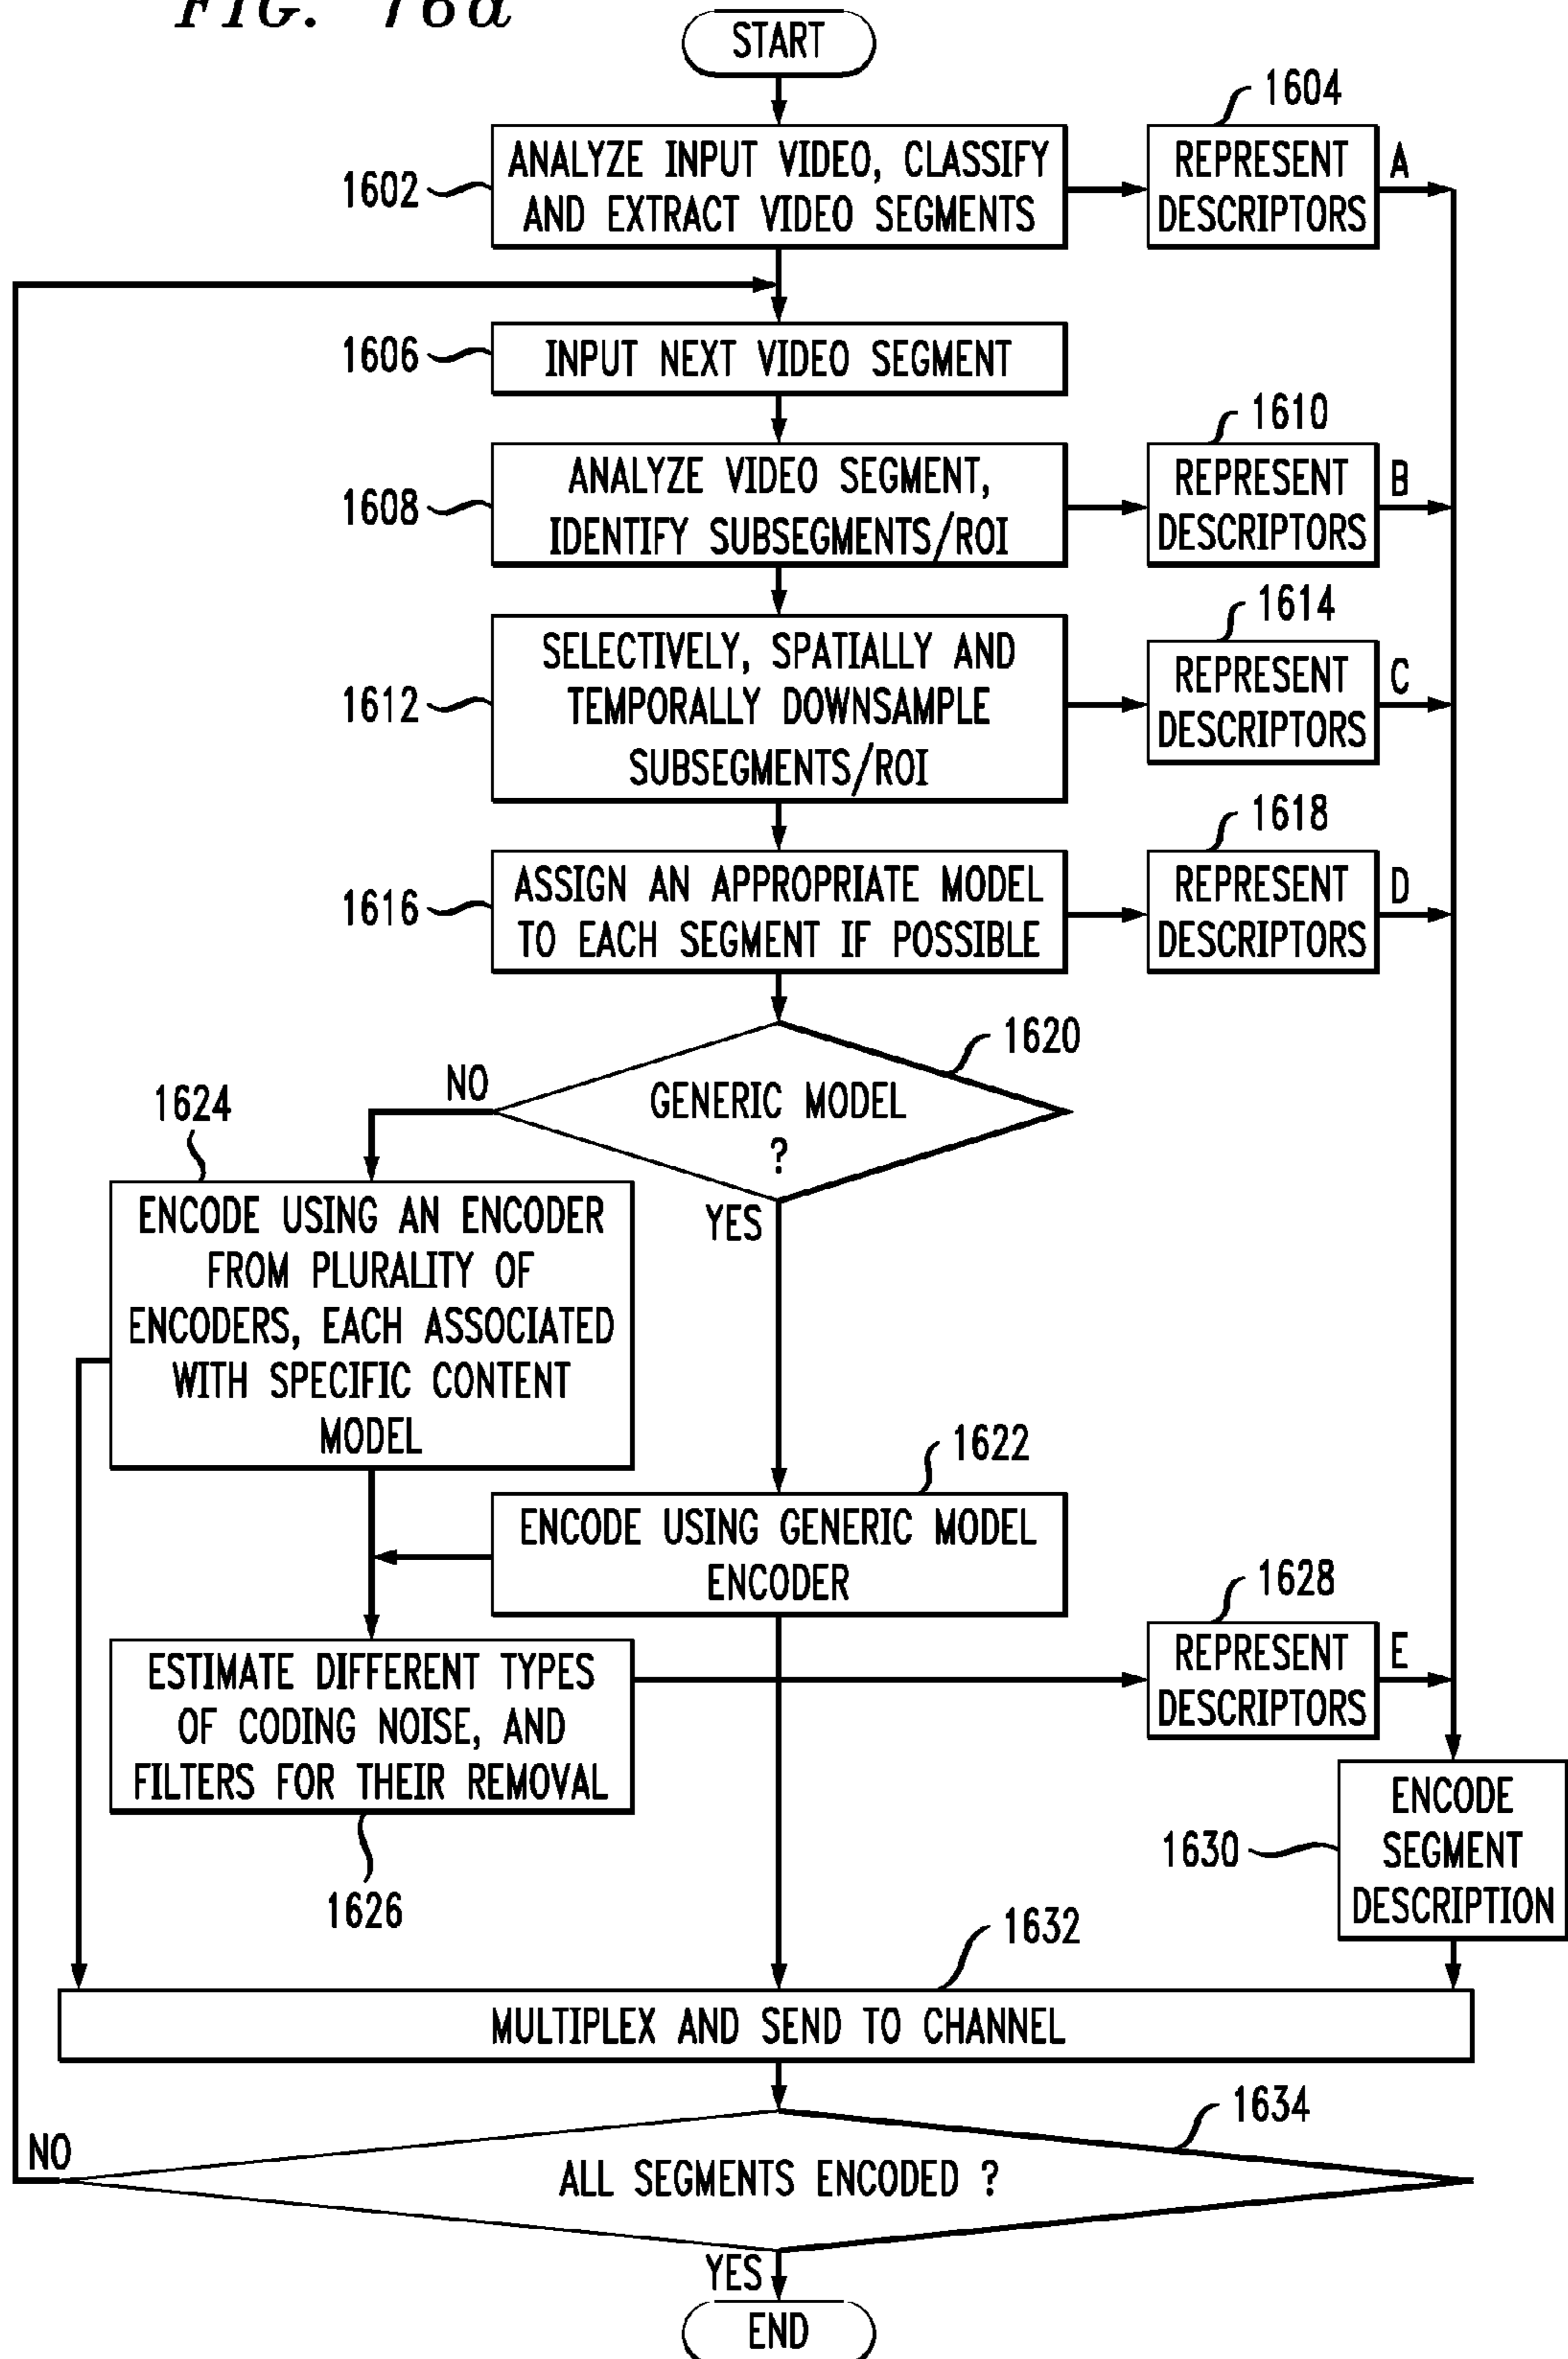 FIG. 16a
START
1604
ANALYZE INPUT VIDEO, CLASSIFY
AND EXTRACT VIDEO SEGMENTS
1602
REPRESENT
DESCRIPTORS
A
INPUT NEXT VIDEO SEGMENT
1606
1610
ANALYZE VIDEO SEGMENT,
IDENTIFY SUBSEGMENTS/ROI
1608
REPRESENT
DESCRIPTORS
B
1614
SELECTIVELY, SPATIALLY AND
TEMPORALLY DOWNSAMPLE
SUBSEGMENTS/ROI
1612
REPRESENT
DESCRIPTORS
C
1618
ASSIGN AN APPROPRIATE MODEL
TO EACH SEGMENT IF POSSIBLE
1616
REPRESENT
DESCRIPTORS
D
1620
GENERIC MODEL
?
NO
YES
1624
ENCODE USING AN ENCODER
FROM PLURALITY OF
ENCODERS, EACH ASSOCIATED
WITH SPECIFIC CONTENT
MODEL
1622
ENCODE USING GENERIC MODEL
ENCODER
1628
ESTIMATE DIFFERENT TYPES
OF CODING NOISE, AND
FILTERS FOR THEIR REMOVAL
1626
REPRESENT
DESCRIPTORS
E
ENCODE
SEGMENT
DESCRIPTION
1630
1632
MULTIPLEX AND SEND TO CHANNEL
1634
ALL SEGMENTS ENCODED ?
NO
YES
END